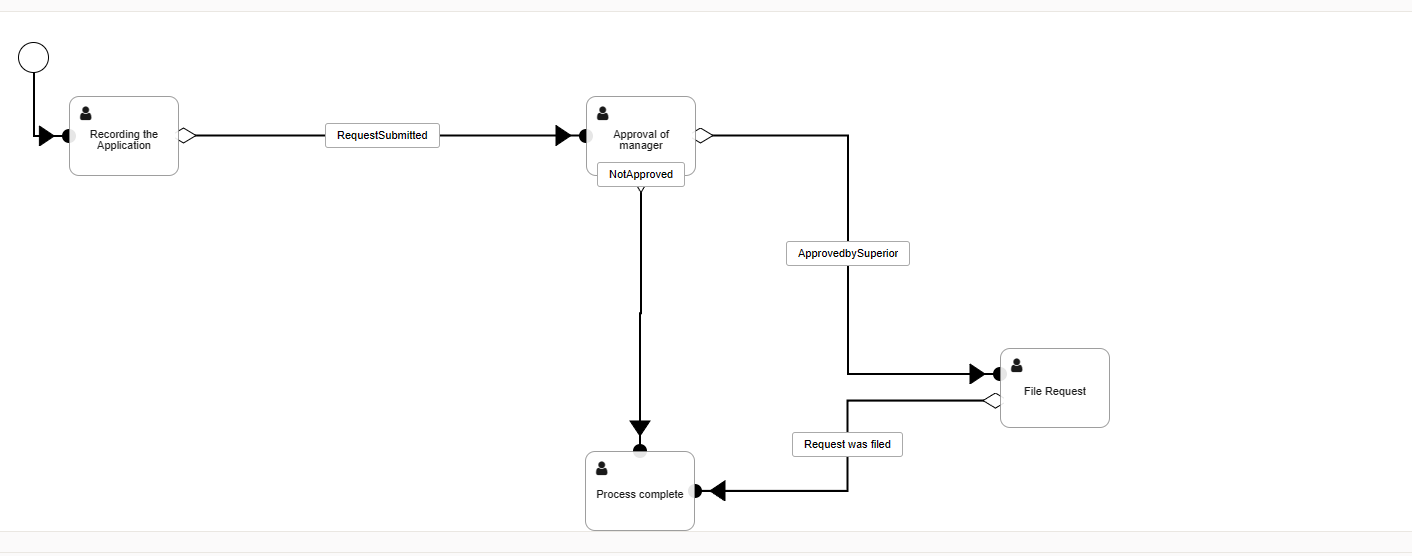 Recording the
Application
RequestSubmitted
Approval of
manager
NotApproved
ApprovedbySuperior
File Request
Request was filed
Process complete